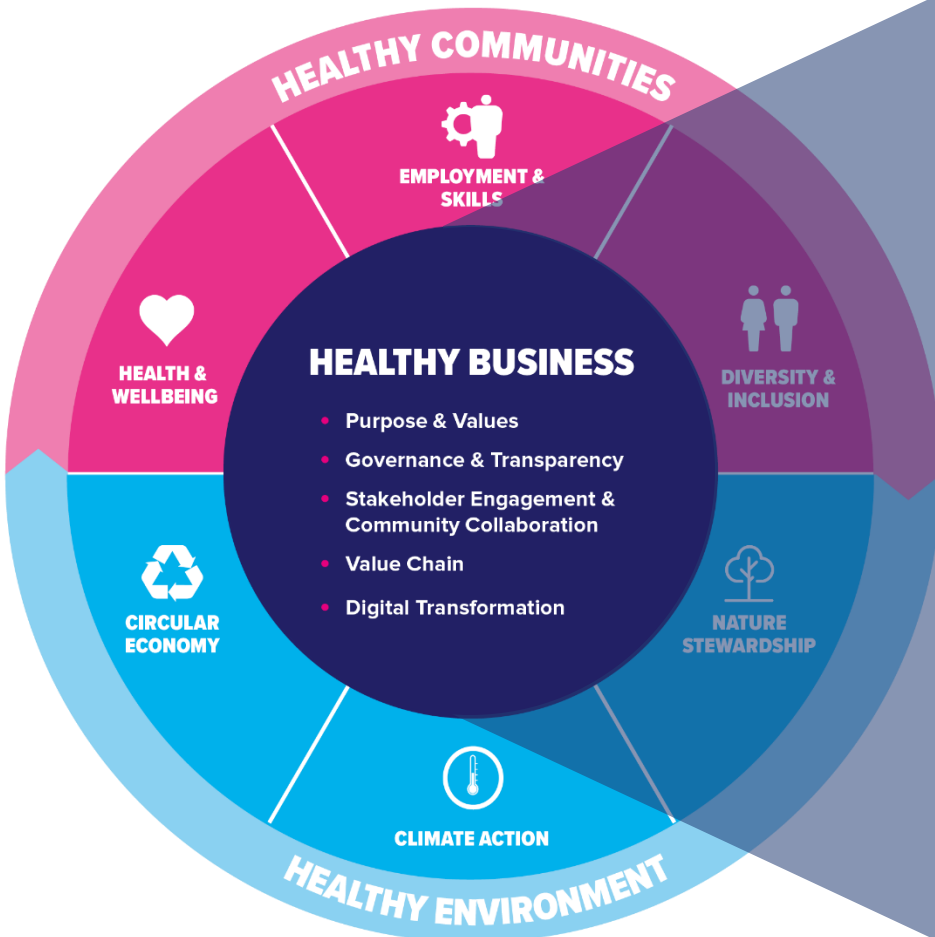 HEALTHY COMMUNITIES
EMPLOYMENT &
SKILLS
HEALTH &
WELLBEING
DIVERSITY &
INCLUSION
HEALTHY BUSINESS
• Purpose & Values
• Governance & Transparency
• Stakeholder Engagement &
Community Collaboration
• Value Chain
• Digital Transformation
CIRCULAR
ECONOMY
NATURE
STEWARDSHIP
CLIMATE ACTION
HEALTHY ENVIRONMENT